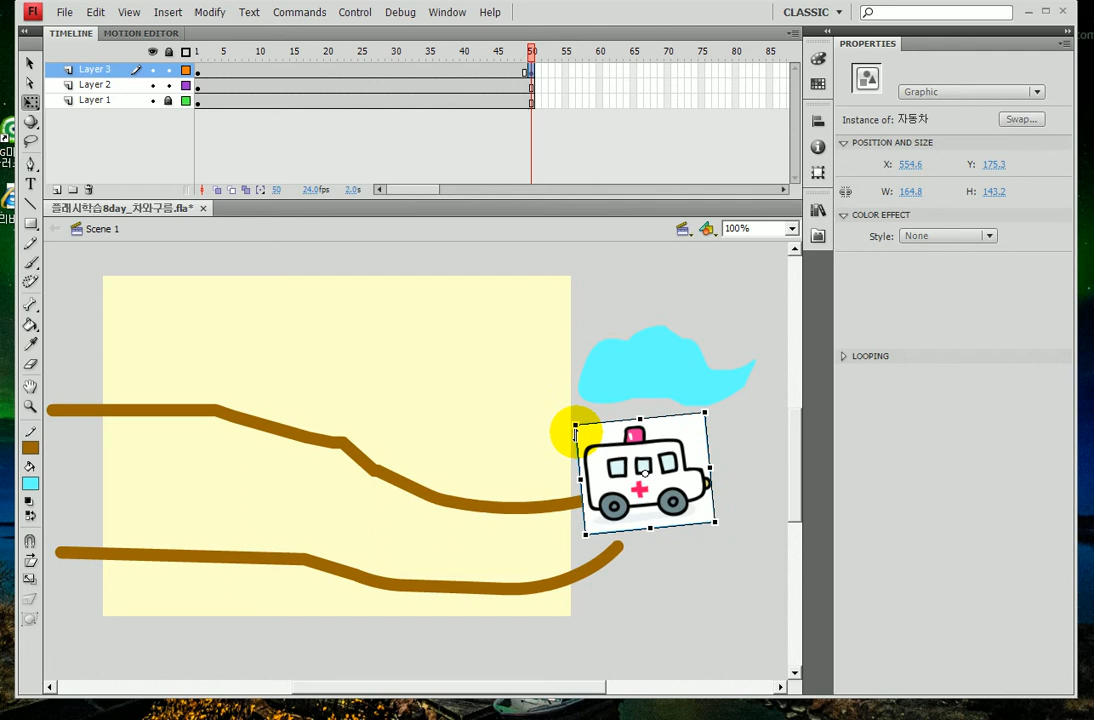 Fl File Edit View Insert Modify Text Commands Control Debug Window Help CLASSIC
TIMELINE MOTION EDITOR
1 5 10 15 20 25 30 35 40 45 50 55 60 65 70 75 80 85
Layer 3
Layer 2
Layer 1
50 24.0fps 2.0s
플래시학습8day_차와구름.fla*
Scene 1 100%
PROPERTIES
Graphic
Instance of: 자동차 Swap...
POSITION AND SIZE
X: 554.6 Y: 175.3
W: 164.8 H: 143.2
COLOR EFFECT
Style: None
LOOPING